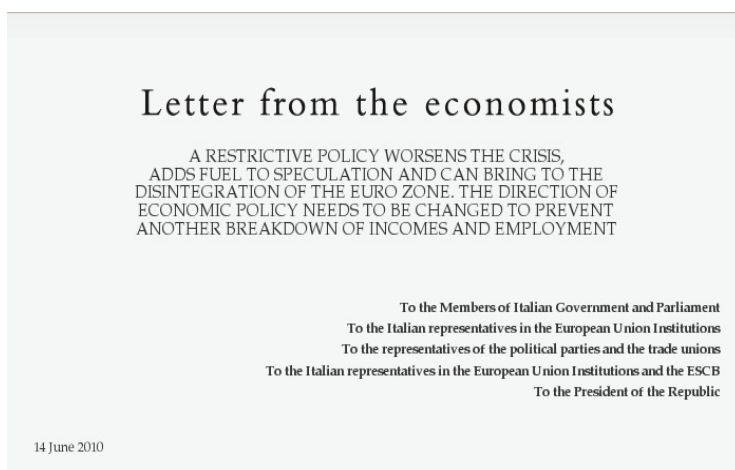 Letter from the economists
A RESTRICTIVE POLICY WORSENS THE CRISIS,
ADDS FUEL TO SPECULATION AND CAN BRING TO THE
DISINTEGRATION OF THE EURO ZONE. THE DIRECTION OF
ECONOMIC POLICY NEEDS TO BE CHANGED TO PREVENT
ANOTHER BREAKDOWN OF INCOMES AND EMPLOYMENT
To the Members of Italian Government and Parliament
To the Italian representatives in the European Union Institutions
To the representatives of the political parties and the trade unions
To the Italian representatives in the European Union Institutions and the ESCB
To the President of the Republic
14 June 2010